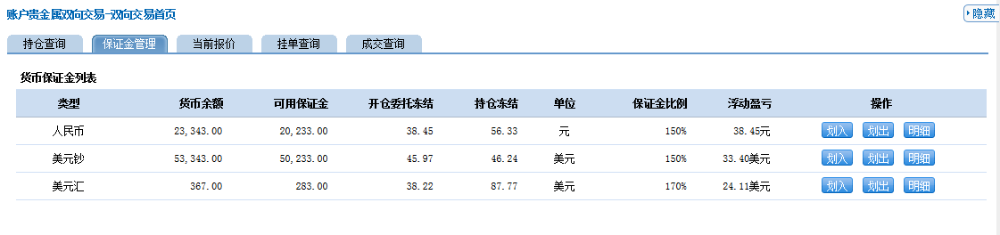 账户贵金属双向交易-双向交易首页 隐藏
持仓查询 保证金管理 当前报价 挂单查询 成交查询
货币保证金列表
类型 货币余额 可用保证金 开仓委托冻结 持仓冻结 单位 保证金比例 浮动盈亏 操作
人民币 23,343.00 20,233.00 38.45 56.33 元 150% 38.45元 划入 划出 明细
美元钞 53,343.00 50,233.00 45.97 46.24 美元 150% 33.40美元 划入 划出 明细
美元汇 367.00 283.00 38.22 87.77 美元 170% 24.11美元 划入 划出 明细